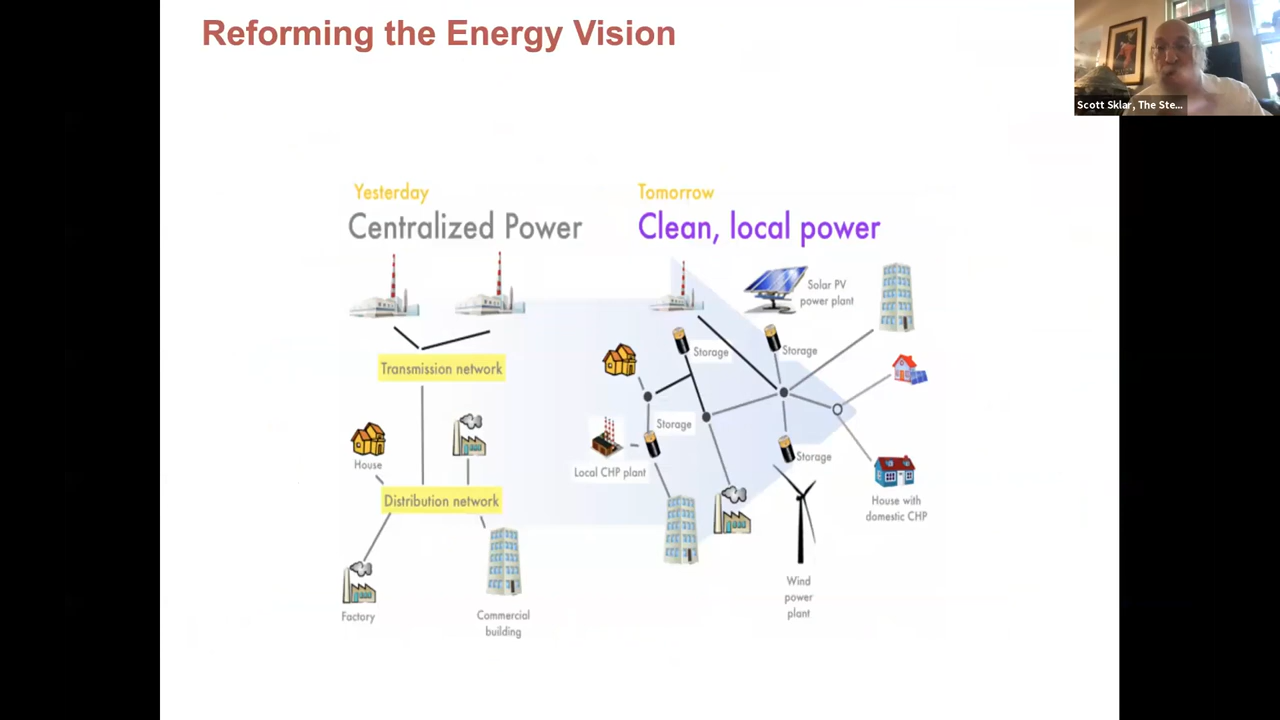 Reforming the Energy Vision
Scott Sklar, The Ste...
Yesterday
Centralized Power
Transmission network
House
Distribution network
Factory
Commercial
building
Tomorrow
Clean, local power
Solar PV
power plant
Storage
Storage
Storage
Local CHP plant
Storage
House with
domestic CHP
Wind
power
plant